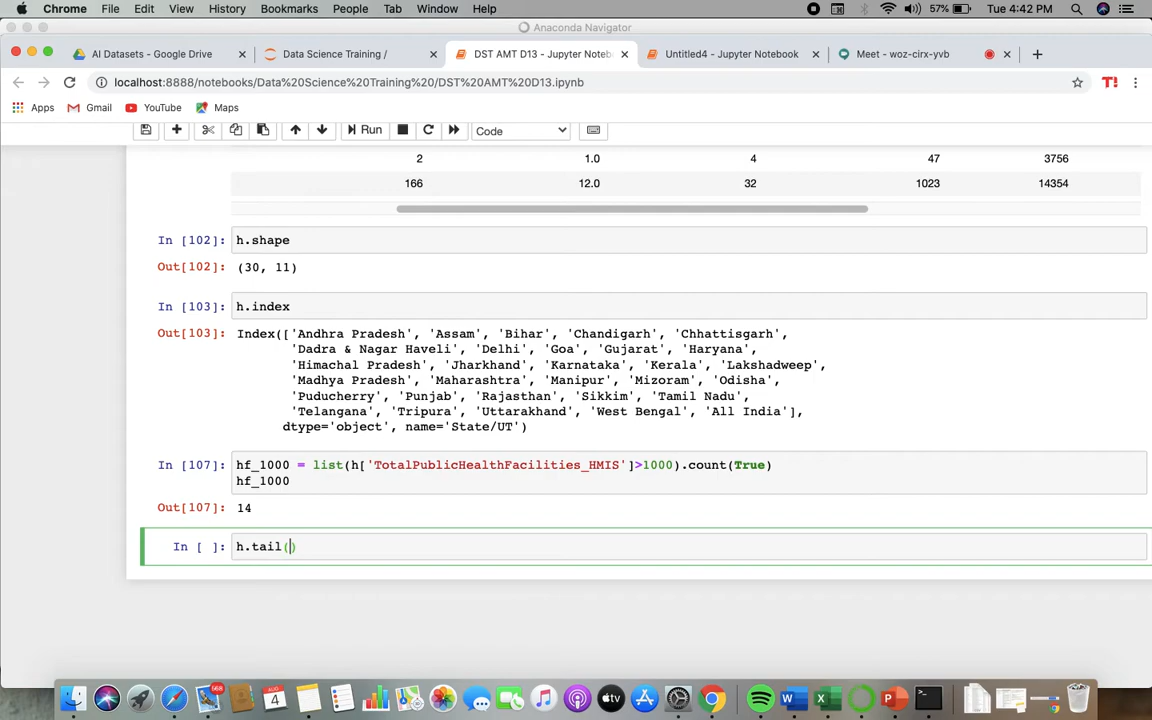 Chrome File Edit View History Bookmarks People Tab Window Help 57% Tue 4:42 PM
Anaconda Navigator
AI Datasets - Google Drive Data Science Training / DST AMT D13 - Jupyter Noteb Untitled4 - Jupyter Notebook Meet - woz-cirx-yvb
localhost:8888/notebooks/Data%20Science%20Training%20/DST%20AMT%20D13.ipynb
Apps Gmail YouTube Maps
Run Code
2 1.0 4 47 3756
166 12.0 32 1023 14354
In [102]: h.shape
Out[102]: (30, 11)
In [103]: h.index
Out[103]: Index(['Andhra Pradesh', 'Assam', 'Bihar', 'Chandigarh', 'Chhattisgarh',
'Dadra & Nagar Haveli', 'Delhi', 'Goa', 'Gujarat', 'Haryana',
'Himachal Pradesh', 'Jharkhand', 'Karnataka', 'Kerala', 'Lakshadweep',
'Madhya Pradesh', 'Maharashtra', 'Manipur', 'Mizoram', 'Odisha',
'Puducherry', 'Punjab', 'Rajasthan', 'Sikkim', 'Tamil Nadu',
'Telangana', 'Tripura', 'Uttarakhand', 'West Bengal', 'All India'],
dtype='object', name='State/UT')
In [107]: hf_1000 = list(h['TotalPublicHealthFacilities_HMIS']>1000).count(True)
hf_1000
Out[107]: 14
In [ ]: h.tail()